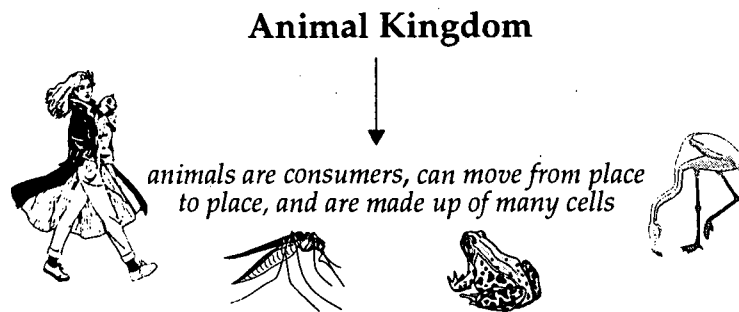 Animal Kingdom
animals are consumers, can move from place
to place, and are made up of many cells